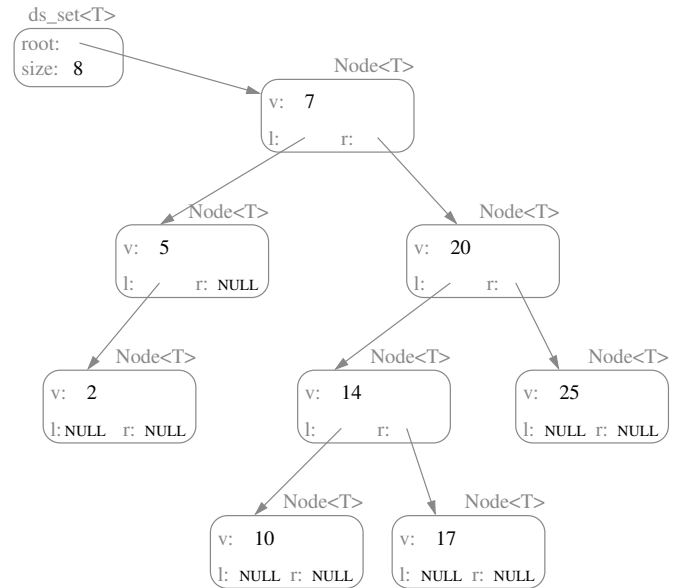 ds_set<T>
root:
size: 8
Node<T>
v: 7
l: r:
Node<T>
v: 5
l: r: NULL
Node<T>
v: 20
l: r:
Node<T>
v: 2
l: NULL r: NULL
Node<T>
v: 14
l: r:
Node<T>
v: 25
l: NULL r: NULL
Node<T>
v: 10
l: NULL r: NULL
Node<T>
v: 17
l: NULL r: NULL